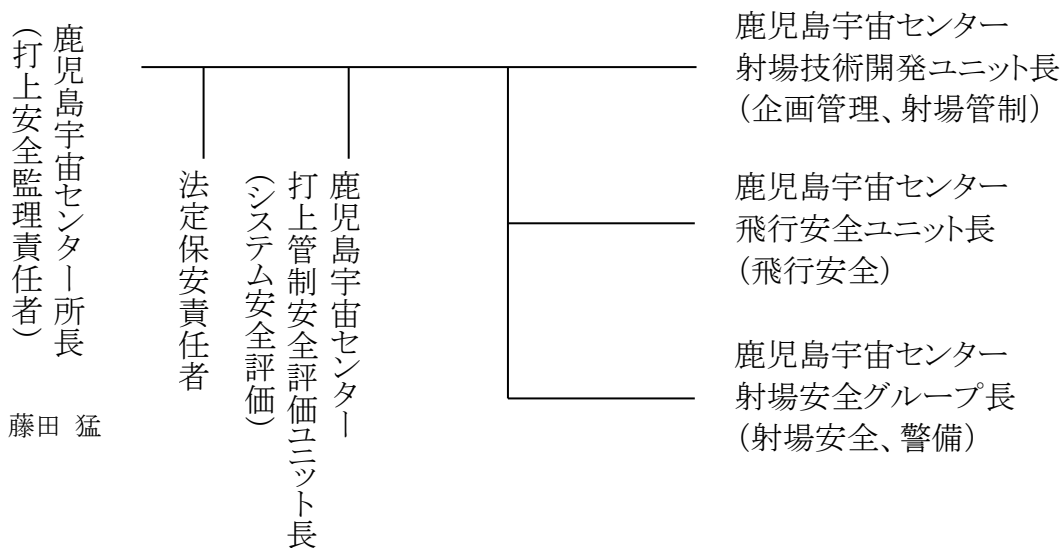 鹿児島宇宙センター所長
（打上安全監理責任者）
藤田 猛
法定保安責任者
鹿児島宇宙センター
打上管制安全評価ユニット長
（システム安全評価）
鹿児島宇宙センター
射場技術開発ユニット長
（企画管理、射場管制）
鹿児島宇宙センター
飛行安全ユニット長
（飛行安全）
鹿児島宇宙センター
射場安全グループ長
（射場安全、警備）